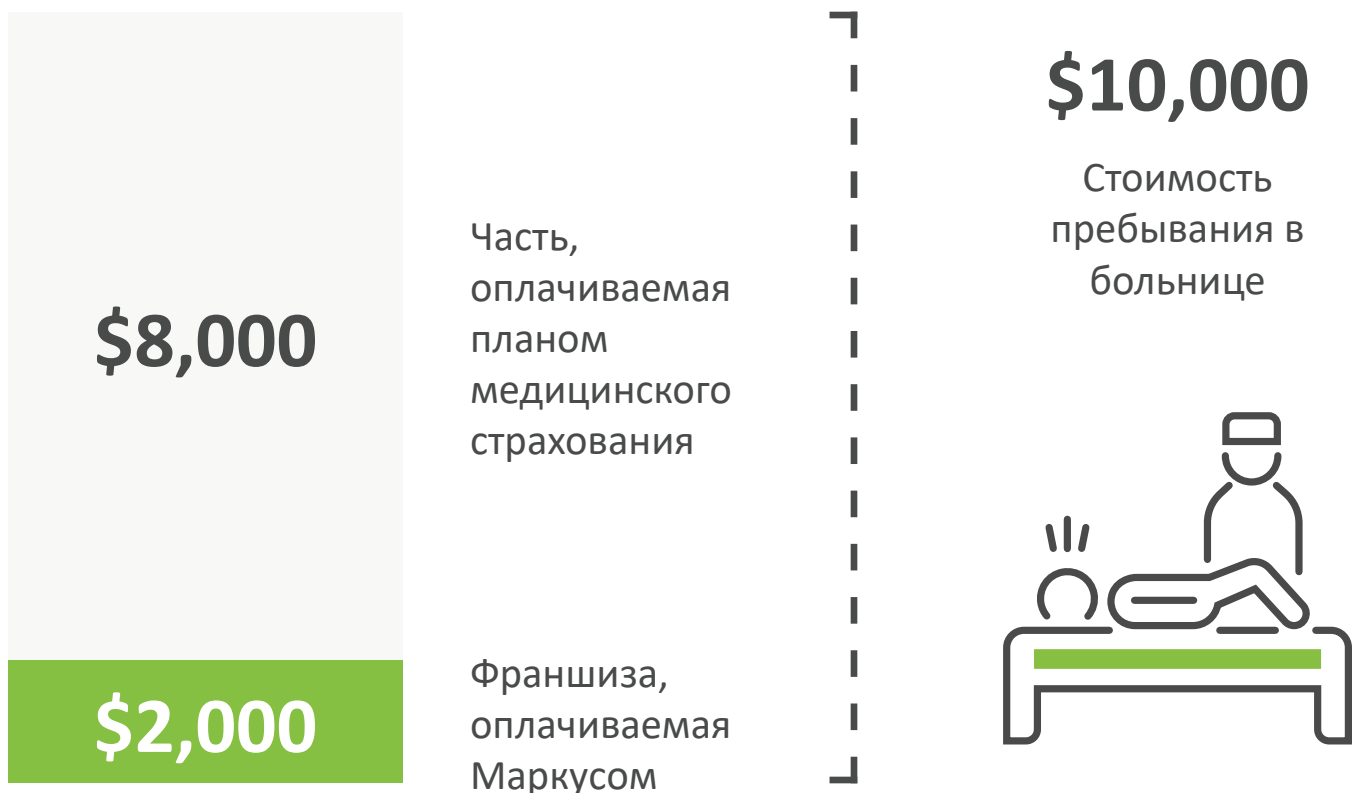 $10,000
Стоимость
пребывания в
больнице
$8,000
Часть,
оплачиваемая
планом
медицинского
страхования
$2,000
Франшиза,
оплачиваемая
Маркусом